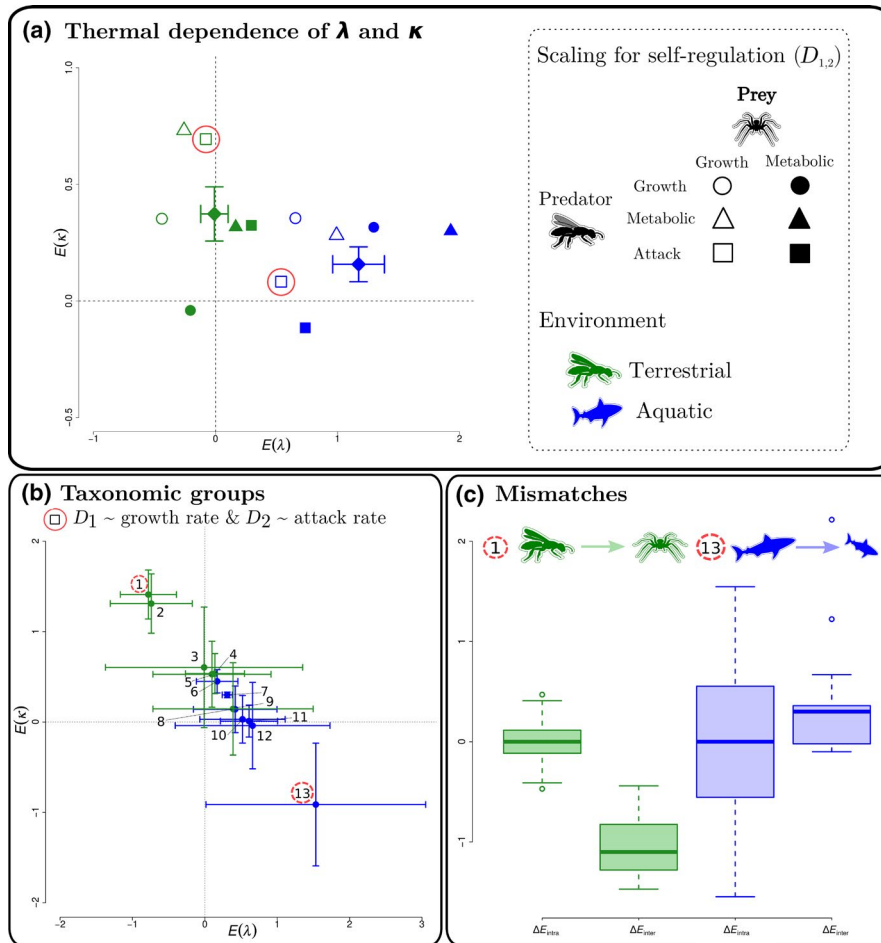 (a) Thermal dependence of λ and κ
E(κ)
1.0
0.5
0.0
−0.5
−1
0
1
2
E(λ)
Scaling for self-regulation (D1,2)
Prey
Growth Metabolic
Predator
Growth
Metabolic
Attack
Environment
Terrestrial
Aquatic
(b) Taxonomic groups
D1 ~ growth rate & D2 ~ attack rate
E(κ)
2
1
0
−1
−2
1
2
3
4
5
6
7
8
9
10
11
12
13
−2
−1
0
1
2
3
E(λ)
(c) Mismatches
1
13
2
1
0
−1
ΔEintra
ΔEinter
ΔEintra
ΔEinter